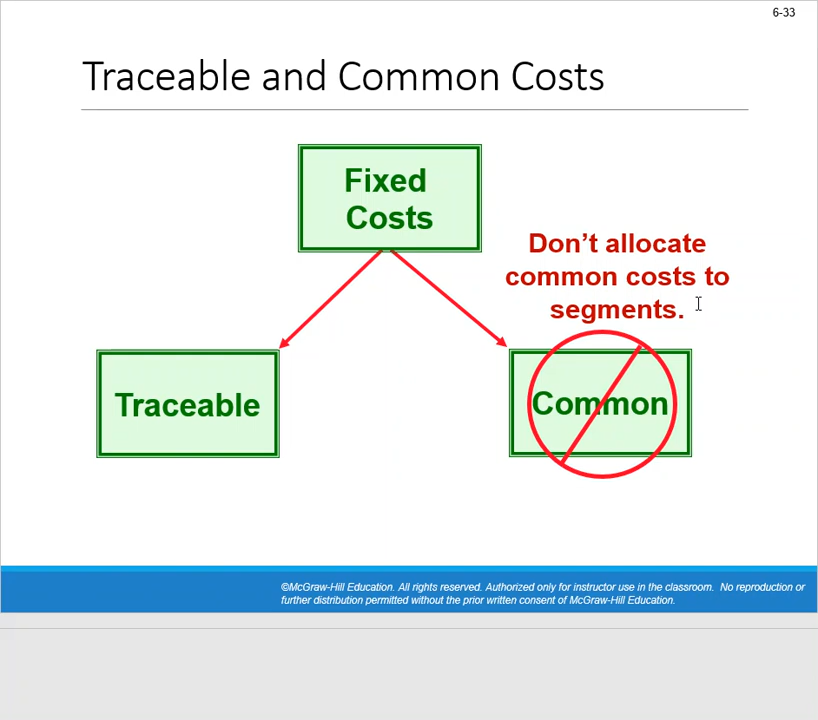 6-33
Traceable and Common Costs
Fixed
Costs
Don’t allocate
common costs to
segments.
Traceable
Common
©McGraw-Hill Education. All rights reserved. Authorized only for instructor use in the classroom.  No reproduction or
further distribution permitted without the prior written consent of McGraw-Hill Education.